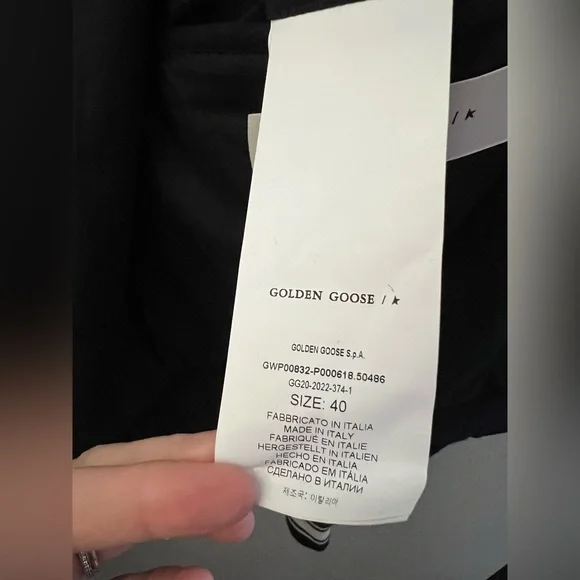 / ★
GOLDEN GOOSE / ★
GOLDEN GOOSE S.p.A.
GWP00832-P000618.50486
GG20-2022-374-1
SIZE: 40
FABBRICATO IN ITALIA
MADE IN ITALY
FABRIQUÉ EN ITALIE
HERGESTELLT IN ITALIEN
HECHO EN ITALIA
FABRICADO EM ITÁLIA
СДЕЛАНО В ИТАЛИИ
제조국: 이탈리아